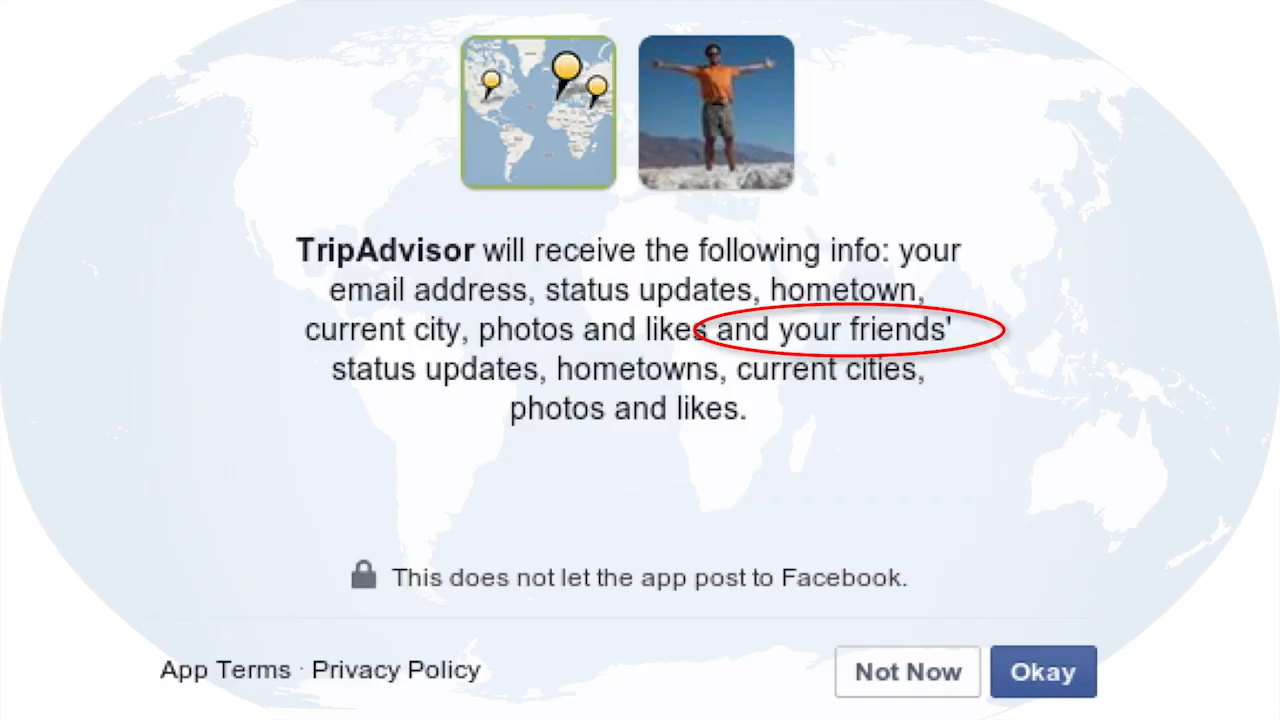 TripAdvisor will receive the following info: your
email address, status updates, hometown,
current city, photos and likes and your friends'
status updates, hometowns, current cities,
photos and likes.
This does not let the app post to Facebook.
App Terms · Privacy Policy
Not Now
Okay